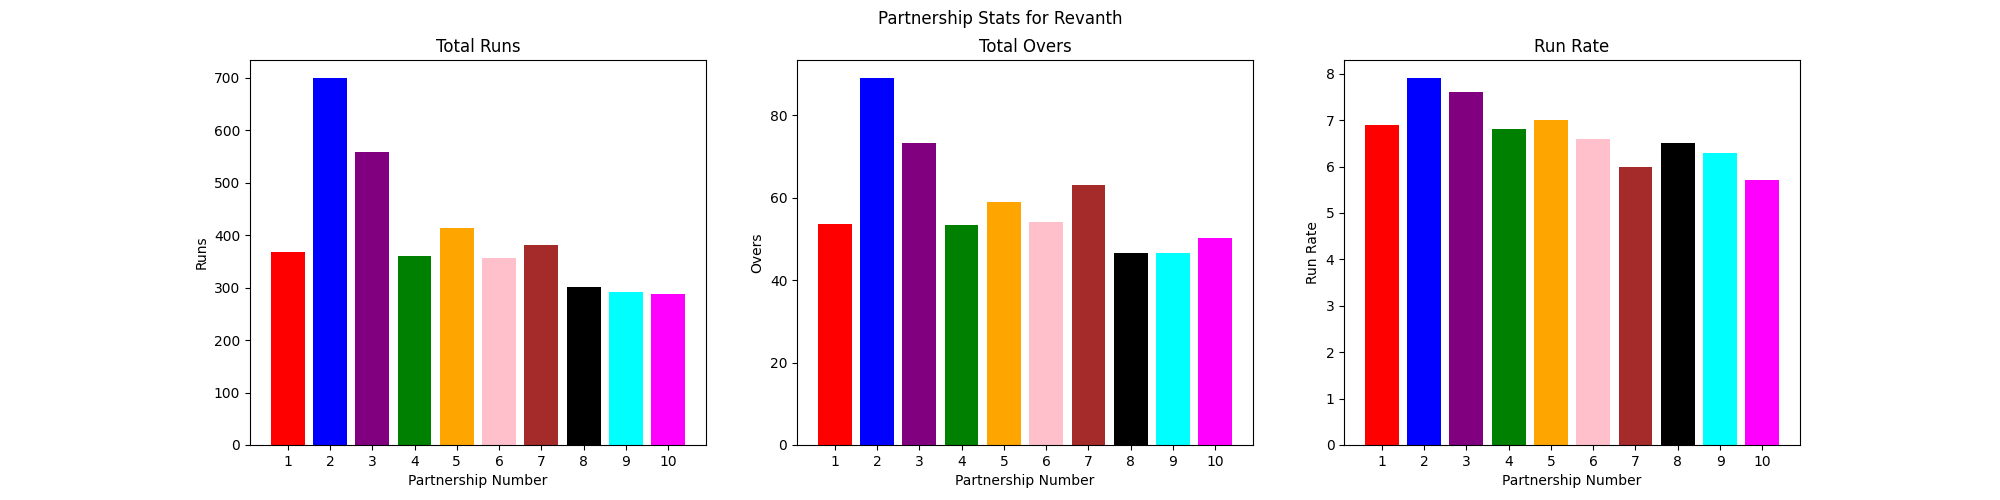 Partnership Stats for Revanth
Total Runs
Runs
700
600
500
400
300
200
100
0
1 2 3 4 5 6 7 8 9 10
Partnership Number
Total Overs
Overs
80
60
40
20
0
1 2 3 4 5 6 7 8 9 10
Partnership Number
Run Rate
Run Rate
8
7
6
5
4
3
2
1
0
1 2 3 4 5 6 7 8 9 10
Partnership Number